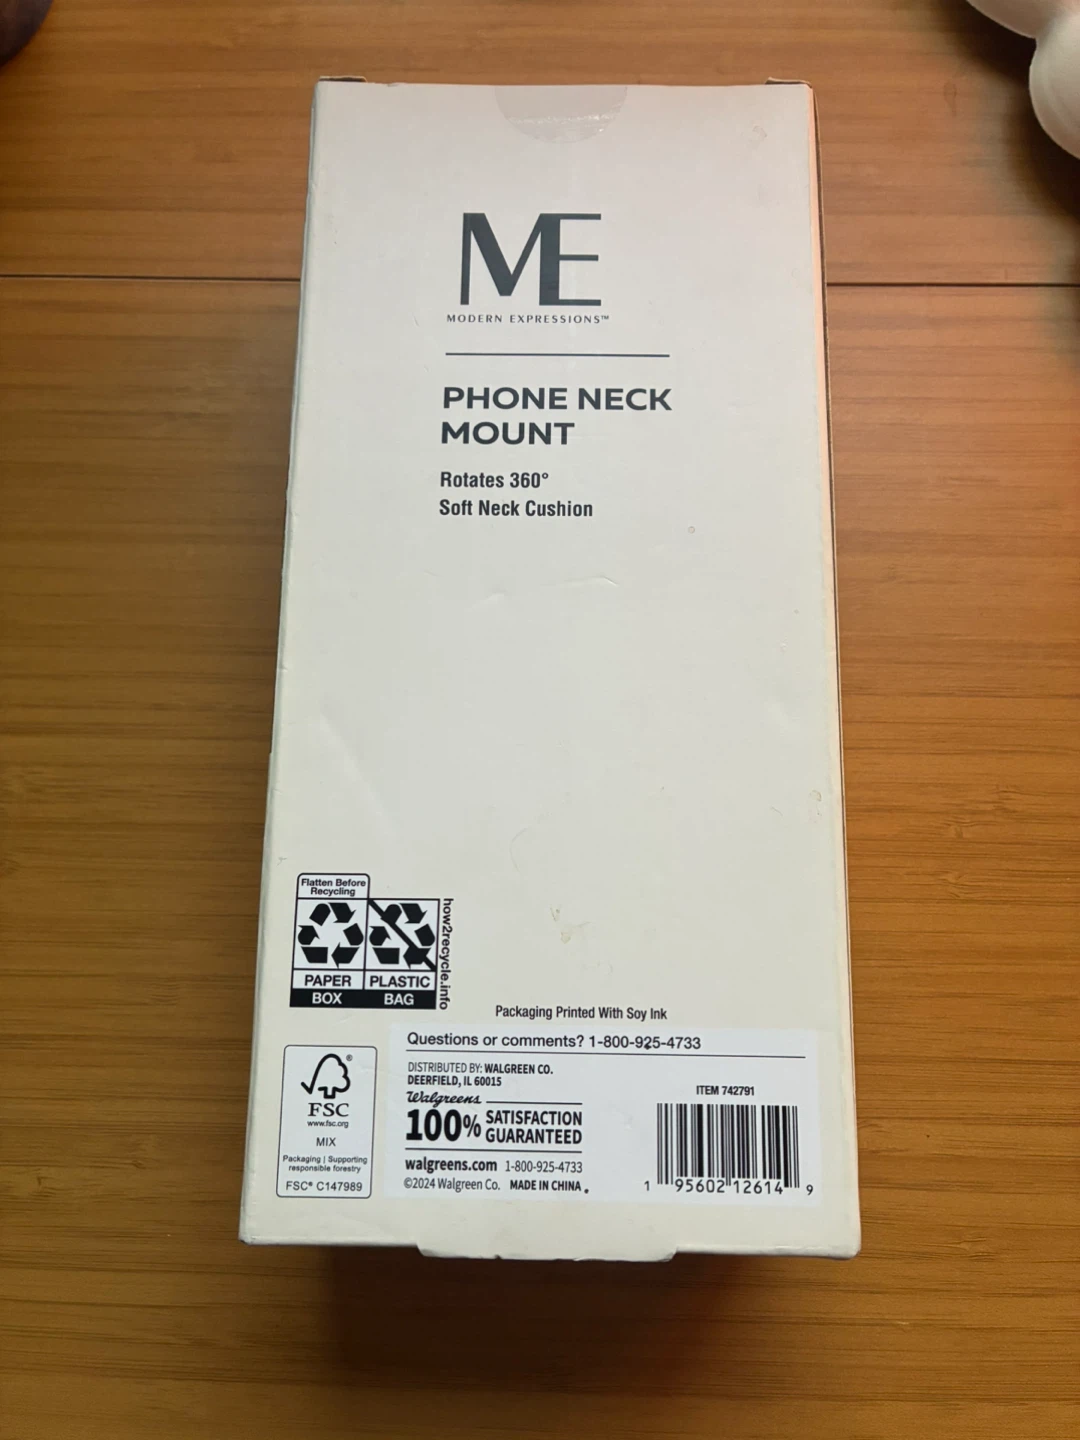 ME
MODERN EXPRESSIONS™
PHONE NECK
MOUNT
Rotates 360°
Soft Neck Cushion
Flatten Before
Recycling
PAPER
BOX
PLASTIC
BAG
how2recycle.info
Packaging Printed With Soy Ink
Questions or comments? 1-800-925-4733
DISTRIBUTED BY: WALGREEN CO.
DEERFIELD, IL 60015
Walgreens
100% SATISFACTION
GUARANTEED
walgreens.com 1-800-925-4733
©2024 Walgreen Co. MADE IN CHINA.
ITEM 742791
1 95602 12614 9
®
FSC
www.fsc.org
MIX
Packaging | Supporting
responsible forestry
FSC® C147989